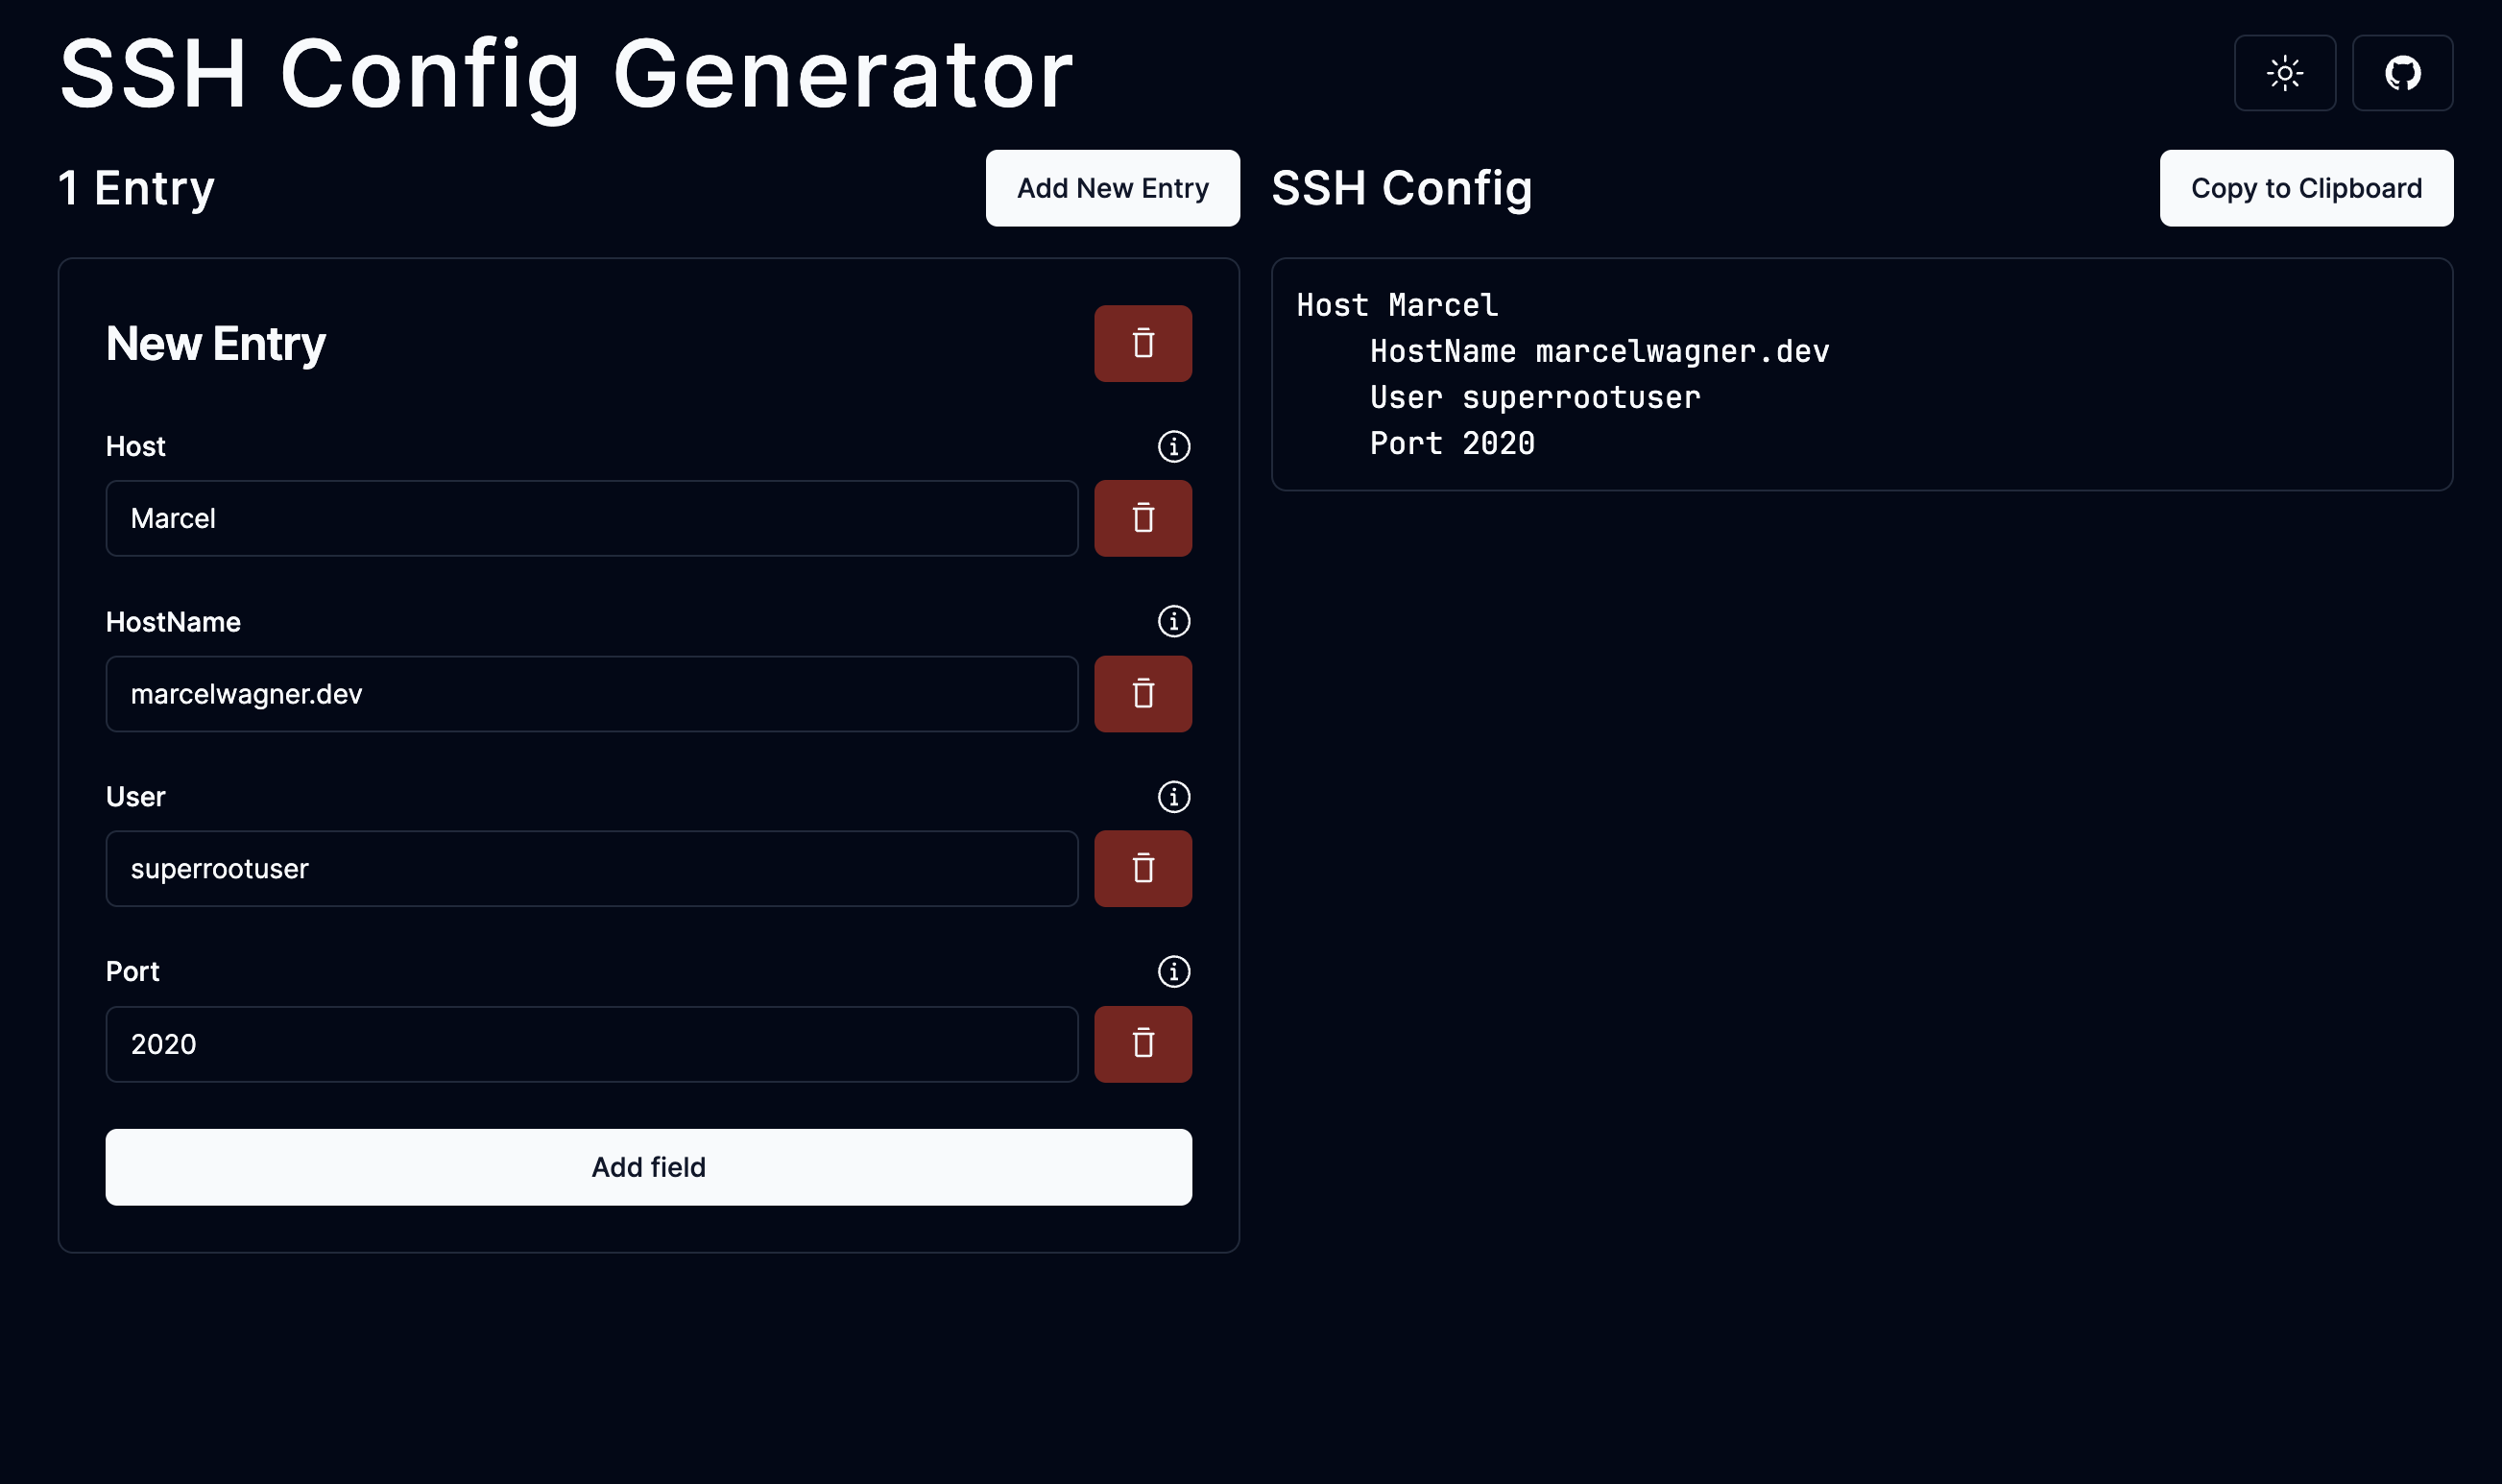 SSH Config Generator
1 Entry
Add New Entry
New Entry
Host
Marcel
HostName
marcelwagner.dev
User
superrootuser
Port
2020
Add field
SSH Config
Copy to Clipboard
Host Marcel
    HostName marcelwagner.dev
    User superrootuser
    Port 2020